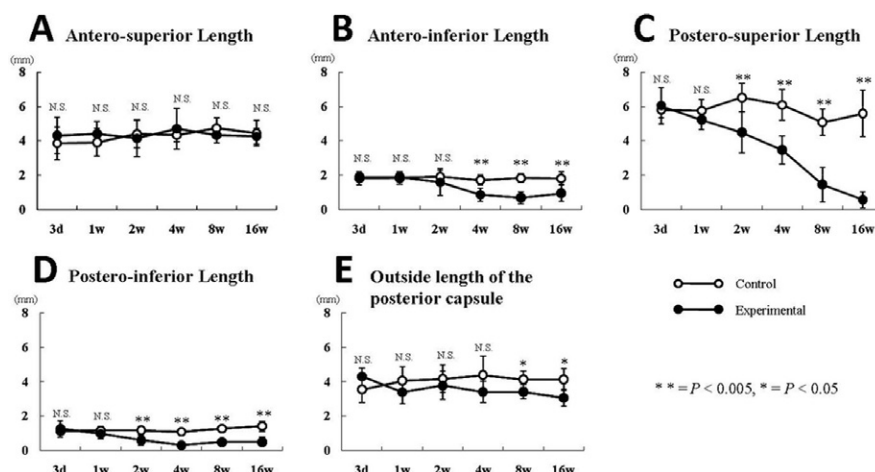 A Antero-superior Length
(mm)
8
6
4
2
0
N.S. N.S. N.S. N.S. N.S. N.S.
3d 1w 2w 4w 8w 16w
B Antero-inferior Length
(mm)
8
6
4
2
0
N.S. N.S. N.S. ** ** **
3d 1w 2w 4w 8w 16w
C Postero-superior Length
(mm)
8
6
4
2
0
N.S. N.S. ** ** ** **
3d 1w 2w 4w 8w 16w
D Postero-inferior Length
(mm)
8
6
4
2
0
N.S. N.S. ** ** ** **
3d 1w 2w 4w 8w 16w
E Outside length of the
posterior capsule
(mm)
8
6
4
2
0
N.S. N.S. N.S. N.S. * *
3d 1w 2w 4w 8w 16w
Control
Experimental
* * = P < 0.005, * = P < 0.05